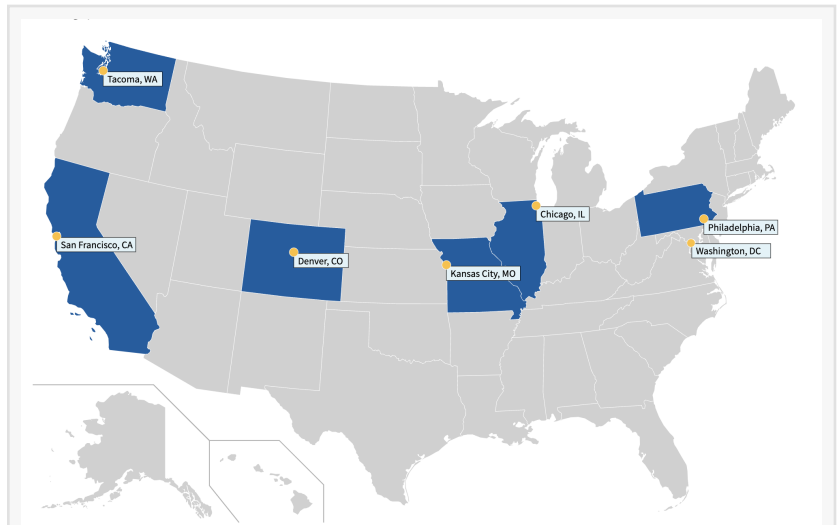 Tacoma, WA
Chicago, IL
Philadelphia, PA
San Francisco, CA
Washington, DC
Denver, CO
Kansas City, MO